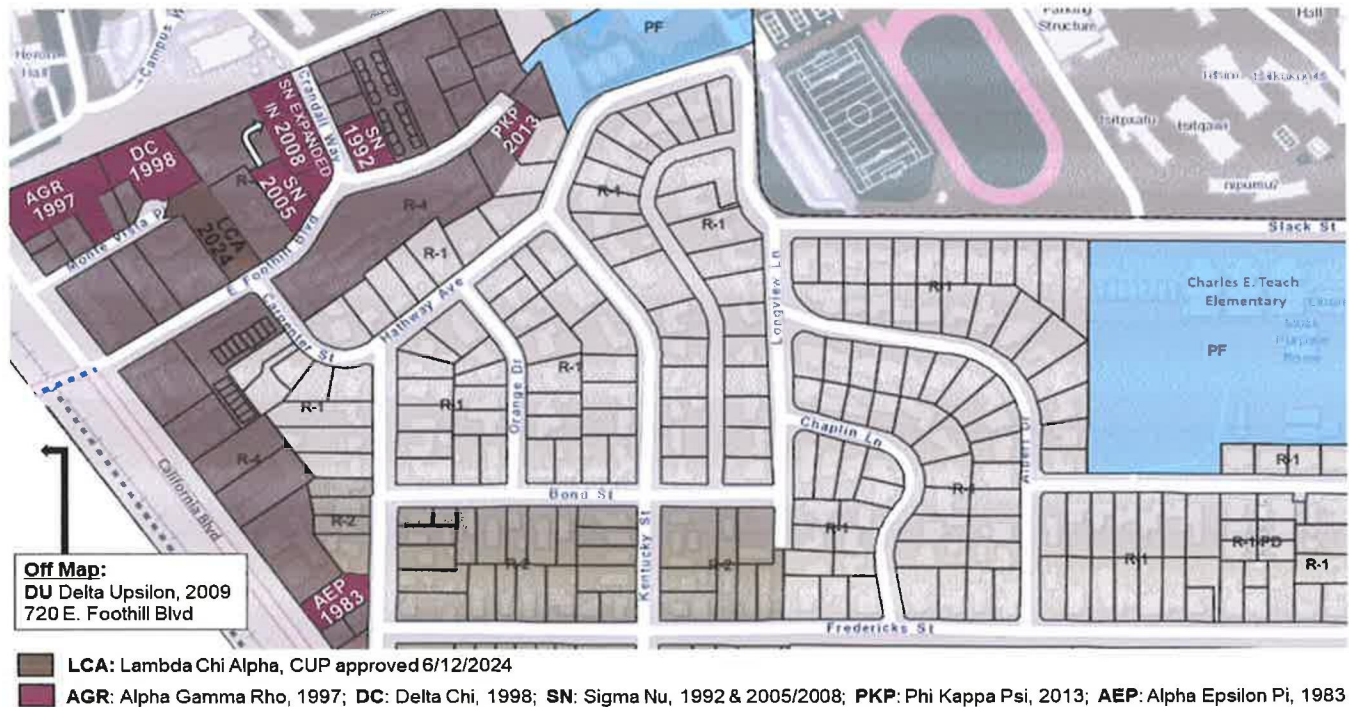 Parking
Structure
Hall
PF
Hall
Campus W
Crandall Way
SN EXPANDED
IN 2008
SN
1992
PKP
2013
DC
1998
SN
2005
AGR
1997
R-4
R-1
R-1
LCA
2024
Monte Vista P
E Foothill Blvd
R-1
Slack St
Hathway Ave
Longview Ln
R-1
Charles E. Teach
Elementary
PF
Carpenter St
Orange Dr
R-1
R-1
R-1
Chaplin Ln
Albert Dr
R-1
R-4
California Blvd
Bond St
R-1
R-2
Kentucky St
R-2
R-2
R-1
R-1
R-1-PD
R-1
AEP
1983
Fredericks St
Off Map:
DU Delta Upsilon, 2009
720 E. Foothill Blvd
LCA: Lambda Chi Alpha, CUP approved 6/12/2024
AGR: Alpha Gamma Rho, 1997; DC: Delta Chi, 1998; SN: Sigma Nu, 1992 & 2005/2008; PKP: Phi Kappa Psi, 2013; AEP: Alpha Epsilon Pi, 1983